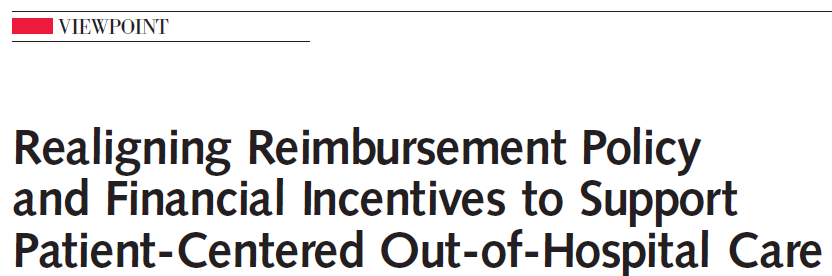 VIEWPOINT
Realigning Reimbursement Policy
and Financial Incentives to Support
Patient-Centered Out-of-Hospital Care